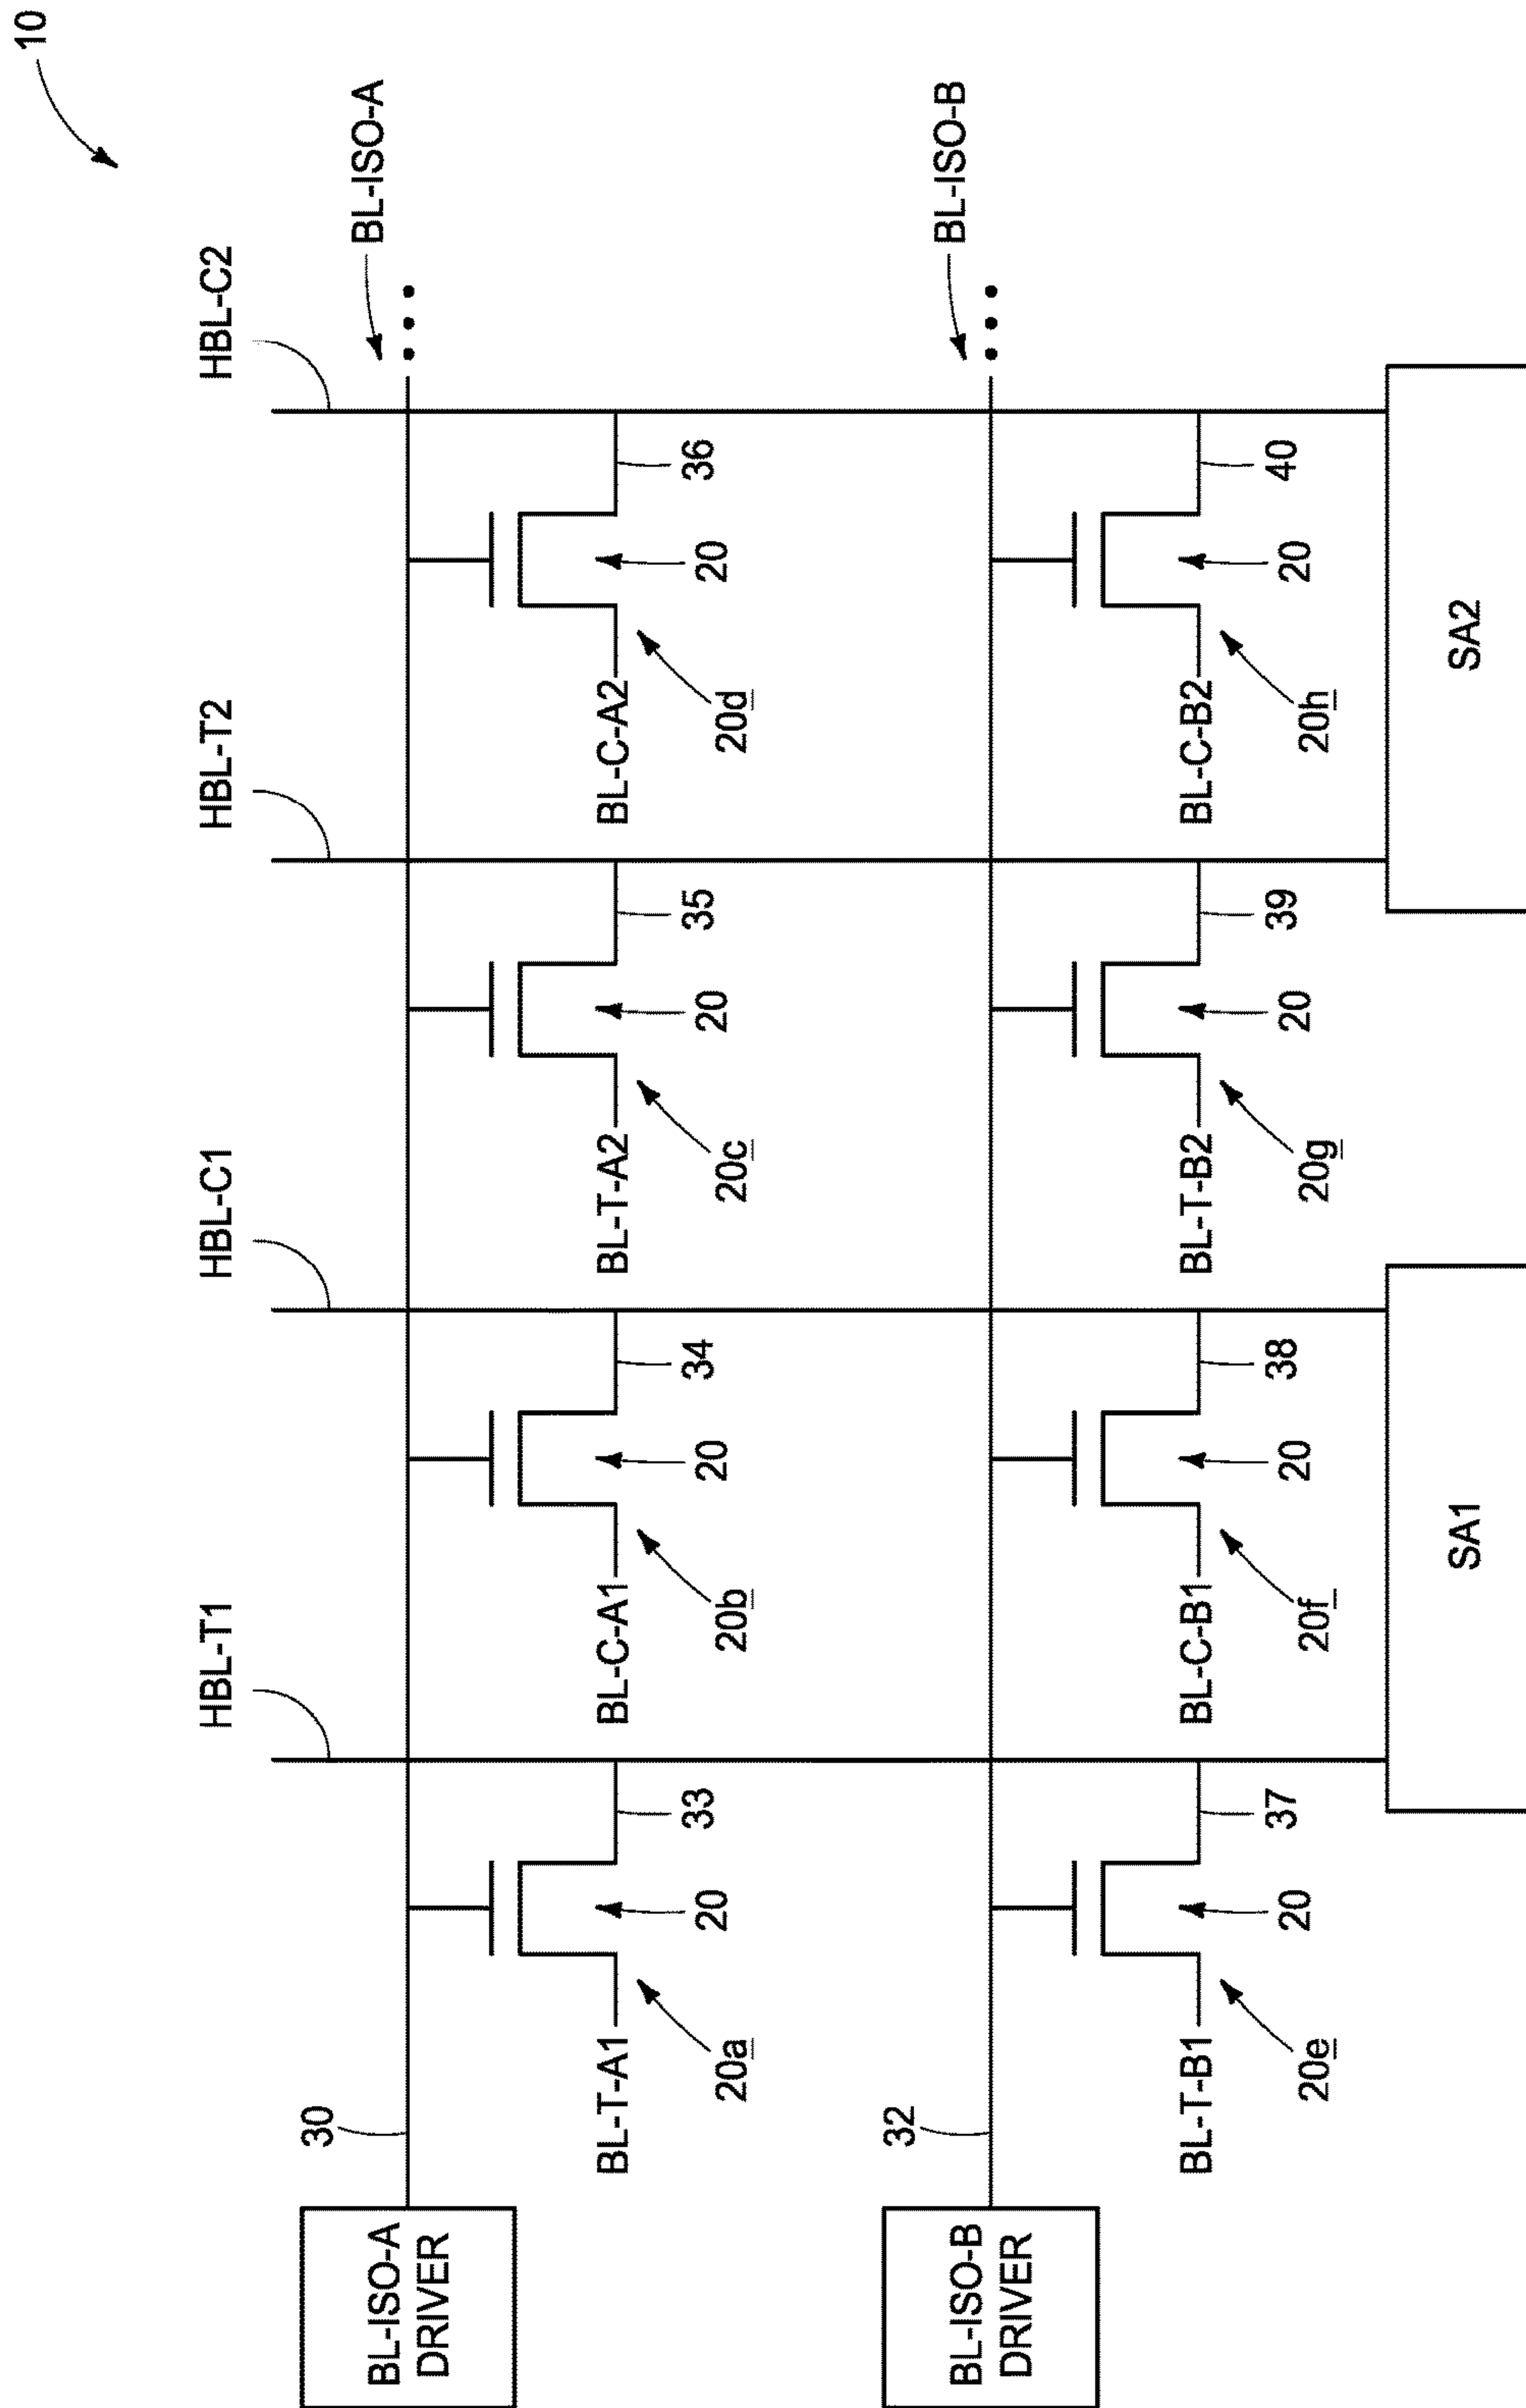 10
HBL-T1
HBL-C1
HBL-T2
HBL-C2
BL-ISO-A
30
BL-ISO-A
DRIVER
BL-T-A1
20
33
20a
BL-C-A1
20
34
20b
BL-T-A2
20
35
20c
BL-C-A2
20
36
20d
BL-ISO-B
32
BL-ISO-B
DRIVER
BL-T-B1
20
37
20e
BL-C-B1
20
38
20f
BL-T-B2
20
39
20g
BL-C-B2
20
40
20h
SA1
SA2